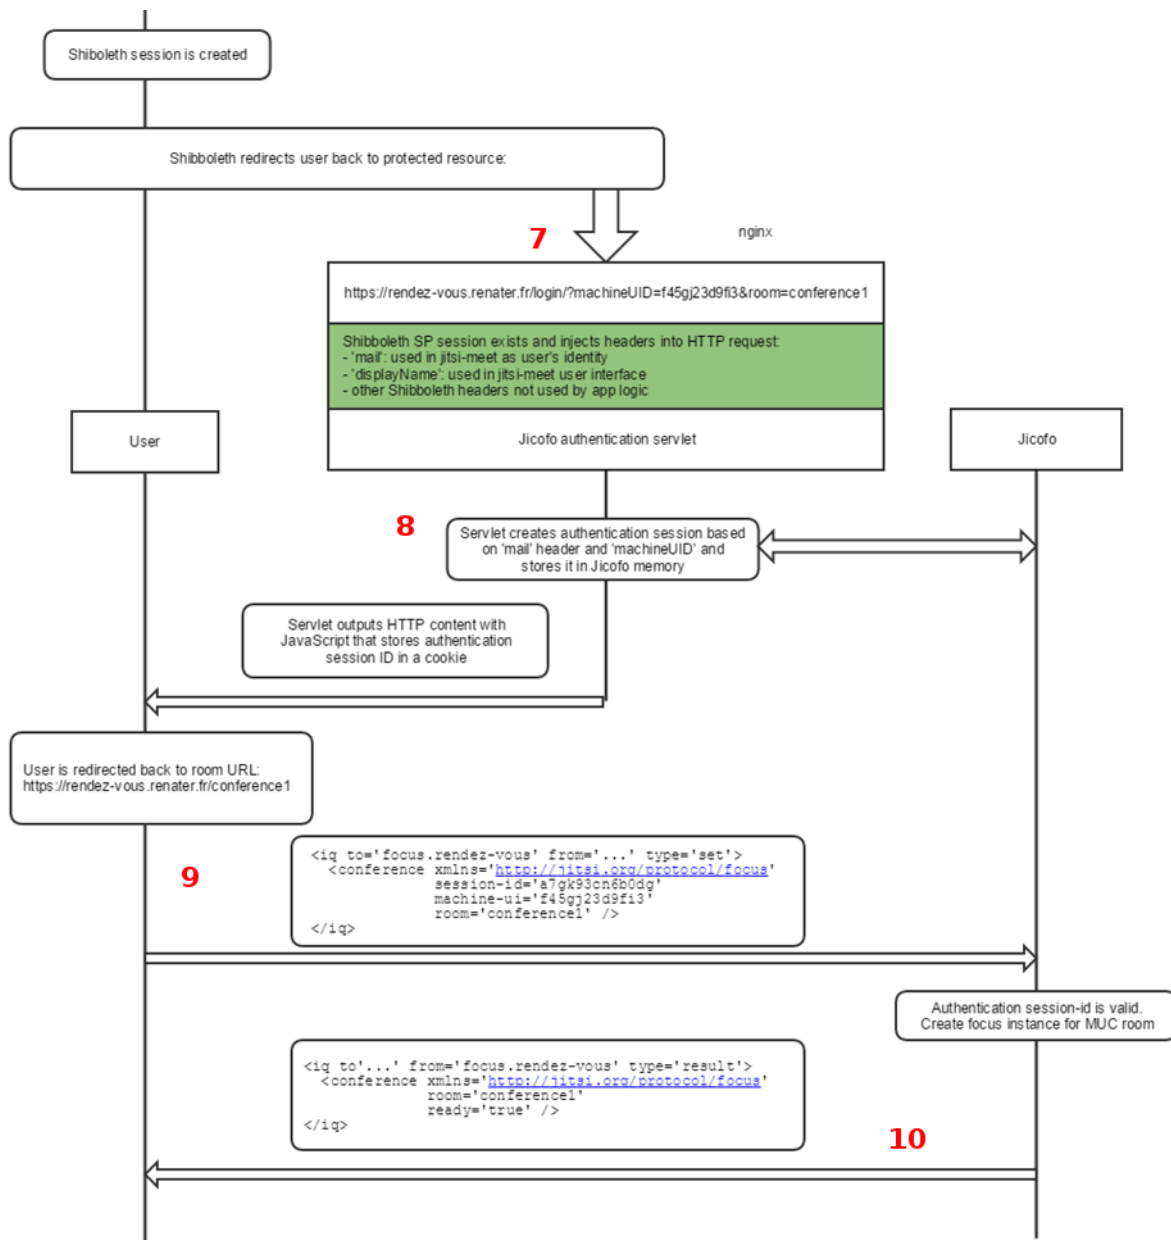 Shiboleth session is created
Shibboleth redirects user back to protected resource:
7
nginx
https://rendez-vous.renater.fr/login/?machineUID=f45gj23d9fi3&room=conference1
Shibboleth SP session exists and injects headers into HTTP request:
- 'mail': used in jitsi-meet as user's identity
- 'displayName': used in jitsi-meet user interface
- other Shibboleth headers not used by app logic
User
Jicofo authentication servlet
Jicofo
8
Servlet creates authentication session based
on 'mail' header and 'machineUID' and
stores it in Jicofo memory
Servlet outputs HTTP content with
JavaScript that stores authentication
session ID in a cookie
User is redirected back to room URL:
https://rendez-vous.renater.fr/conference1
9
<iq to='focus.rendez-vous' from='...' type='set'>
<conference xmlns='http://jitsi.org/protocol/focus'
session-id='a7gk93cn6b0dg'
machine-ui='f45gj23d9fi3'
room='conference1' />
</iq>
Authentication session-id is valid.
Create focus instance for MUC room
<iq to'...' from='focus.rendez-vous' type='result'>
<conference xmlns='http://jitsi.org/protocol/focus'
room='conference1'
ready='true' />
</iq>
10